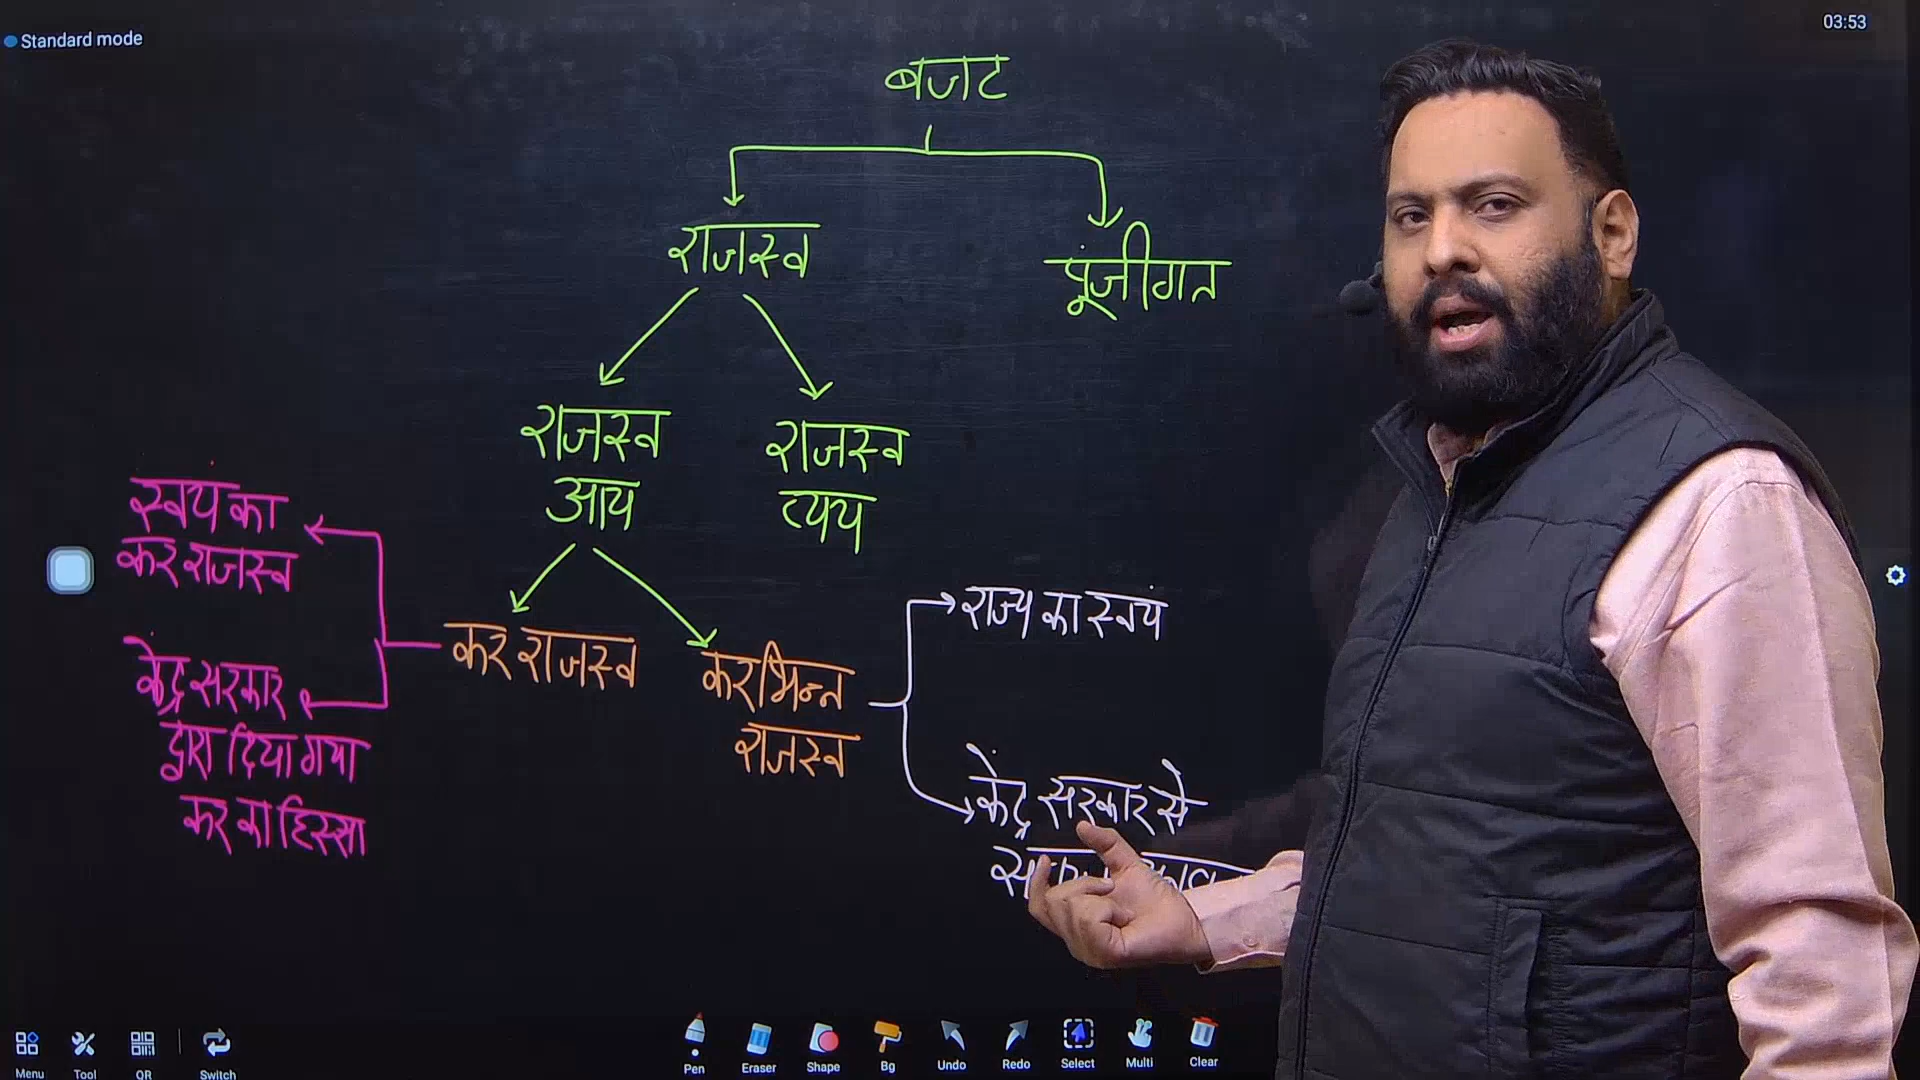 Standard mode
03:53
बजट
राजस्व
पूंजीगत
राजस्व
आय
राजस्व
व्यय
स्वयं का
कर राजस्व
केंद्र सरकार
द्वारा दिया गया
कर का हिस्सा
कर राजस्व
करभिन्न
राजस्व
राज्य का स्वयं
केंद्र सरकार से
Menu
Tool
QR
Switch
Pen
Eraser
Shape
Bg
Undo
Redo
Select
Multi
Clear